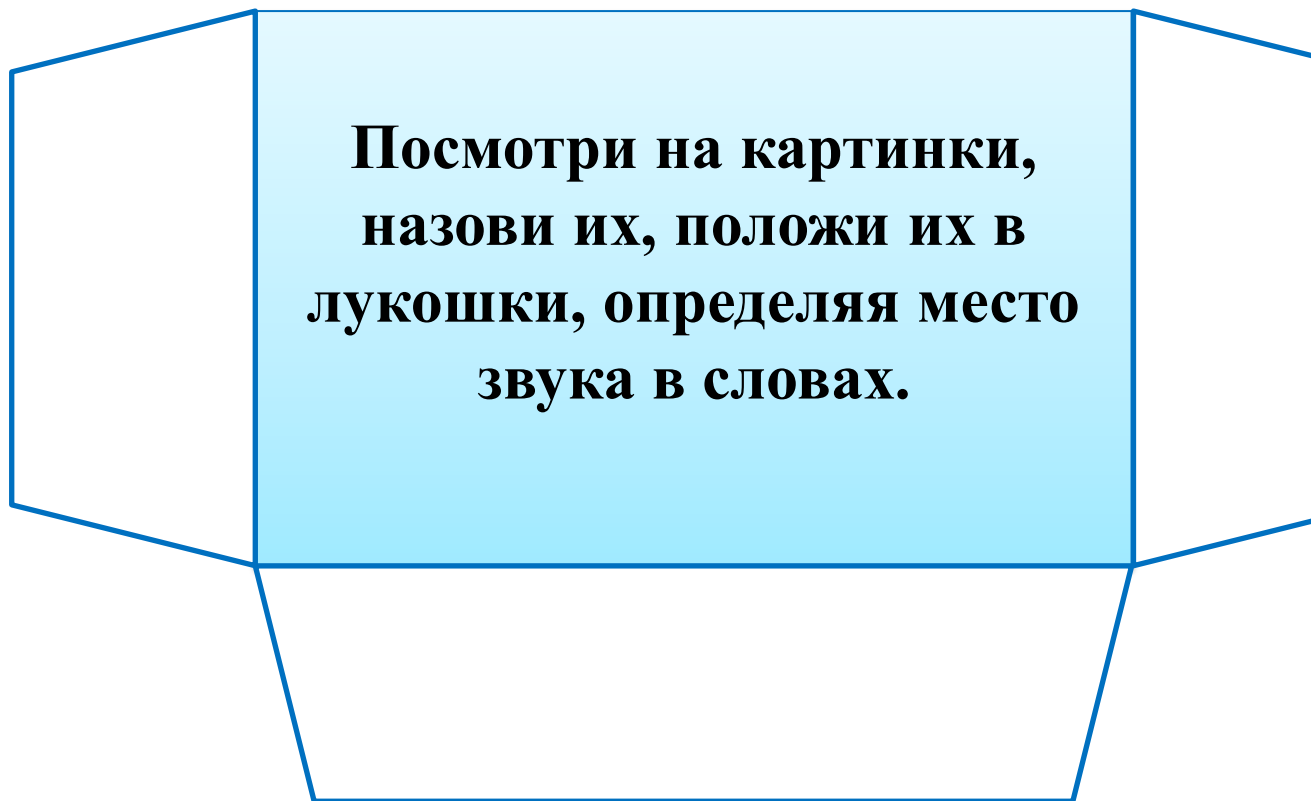 Посмотри на картинки,
назови их, положи их в
лукошки, определяя место
звука в словах.